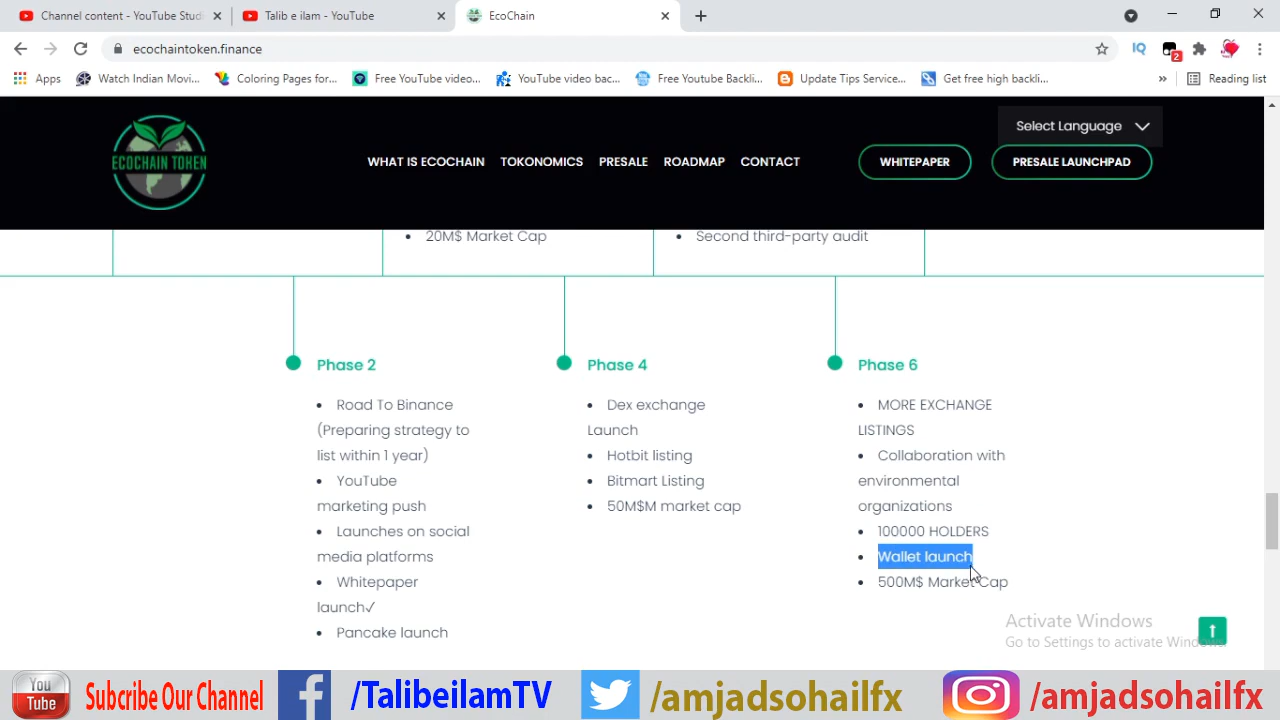 Channel content - YouTube Stud
Talib e ilam - YouTube
EcoChain
ecochaintoken.finance
IQ
2
Apps
Watch Indian Movi...
Coloring Pages for...
Free YouTube video...
YouTube video bac...
Free Youtube Backli...
Update Tips Service...
Get free high backli...
»
Reading list
Select Language
ECOCHAIN TOKEN
WHAT IS ECOCHAIN
TOKONOMICS
PRESALE
ROADMAP
CONTACT
WHITEPAPER
PRESALE LAUNCHPAD
• 20M$ Market Cap
• Second third-party audit
Phase 2
• Road To Binance
(Preparing strategy to
list within 1 year)
• YouTube
marketing push
• Launches on social
media platforms
• Whitepaper
launch✓
• Pancake launch
Phase 4
• Dex exchange
Launch
• Hotbit listing
• Bitmart Listing
• 50M$M market cap
Phase 6
• MORE EXCHANGE
LISTINGS
• Collaboration with
environmental
organizations
• 100000 HOLDERS
• Wallet launch
• 500M$ Market Cap
Activate Windows
Go to Settings to activate Windows.
You
Tube
Subcribe Our Channel
/TalibeilamTV
/amjadsohailfx
/amjadsohailfx